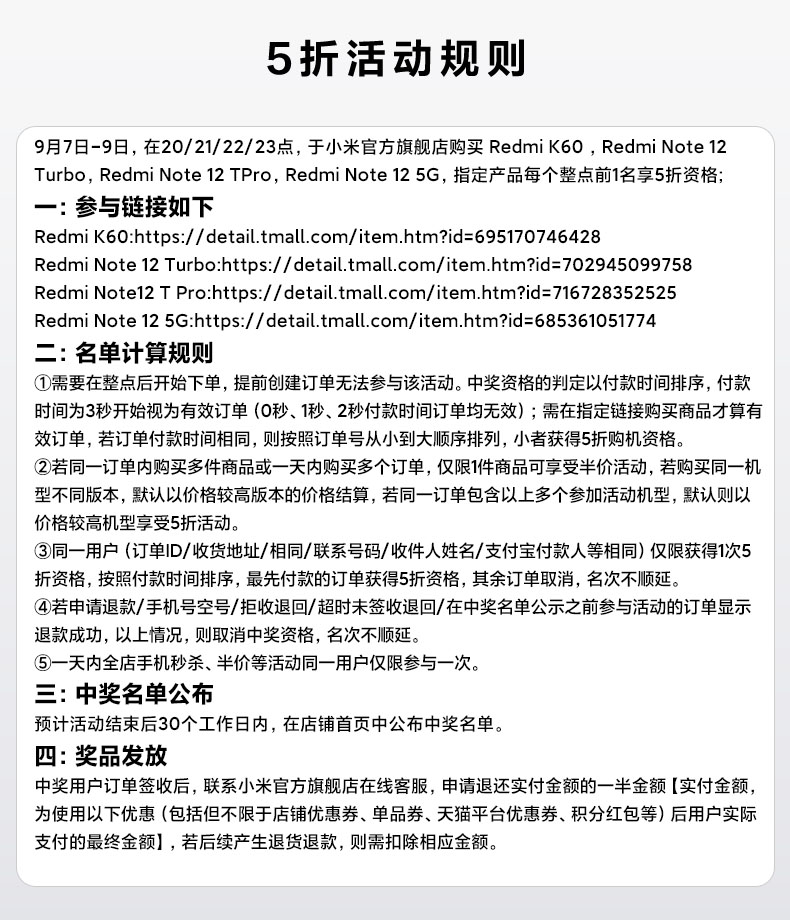 5折活动规则
9月7日-9日，在20/21/22/23点，于小米官方旗舰店购买 Redmi K60 ，Redmi Note 12
Turbo，Redmi Note 12 TPro，Redmi Note 12 5G，指定产品每个整点前1名享5折资格；
一：参与链接如下
Redmi K60:https://detail.tmall.com/item.htm?id=695170746428
Redmi Note 12 Turbo:https://detail.tmall.com/item.htm?id=702945099758
Redmi Note12 T Pro:https://detail.tmall.com/item.htm?id=716728352525
Redmi Note 12 5G:https://detail.tmall.com/item.htm?id=685361051774
二：名单计算规则
①需要在整点后开始下单，提前创建订单无法参与该活动。中奖资格的判定以付款时间排序，付款
时间为3秒开始视为有效订单（0秒、1秒、2秒付款时间订单均无效）；需在指定链接购买商品才算有
效订单，若订单付款时间相同，则按照订单号从小到大顺序排列，小者获得5折购机资格。
②若同一订单内购买多件商品或一天内购买多个订单，仅限1件商品可享受半价活动，若购买同一机
型不同版本，默认以价格较高版本的价格结算，若同一订单包含以上多个参加活动机型，默认则以
价格较高机型享受5折活动。
③同一用户（订单ID/收货地址/相同/联系号码/收件人姓名/支付宝付款人等相同）仅限获得1次5
折资格，按照付款时间排序，最先付款的订单获得5折资格，其余订单取消，名次不顺延。
④若申请退款/手机号空号/拒收退回/超时未签收退回/在中奖名单公示之前参与活动的订单显示
退款成功，以上情况，则取消中奖资格，名次不顺延。
⑤一天内全店手机秒杀、半价等活动同一用户仅限参与一次。
三：中奖名单公布
预计活动结束后30个工作日内，在店铺首页中公布中奖名单。
四：奖品发放
中奖用户订单签收后，联系小米官方旗舰店在线客服，申请退还实付金额的一半金额【实付金额，
为使用以下优惠（包括但不限于店铺优惠券、单品券、天猫平台优惠券、积分红包等）后用户实际
支付的最终金额】，若后续产生退货退款，则需扣除相应金额。